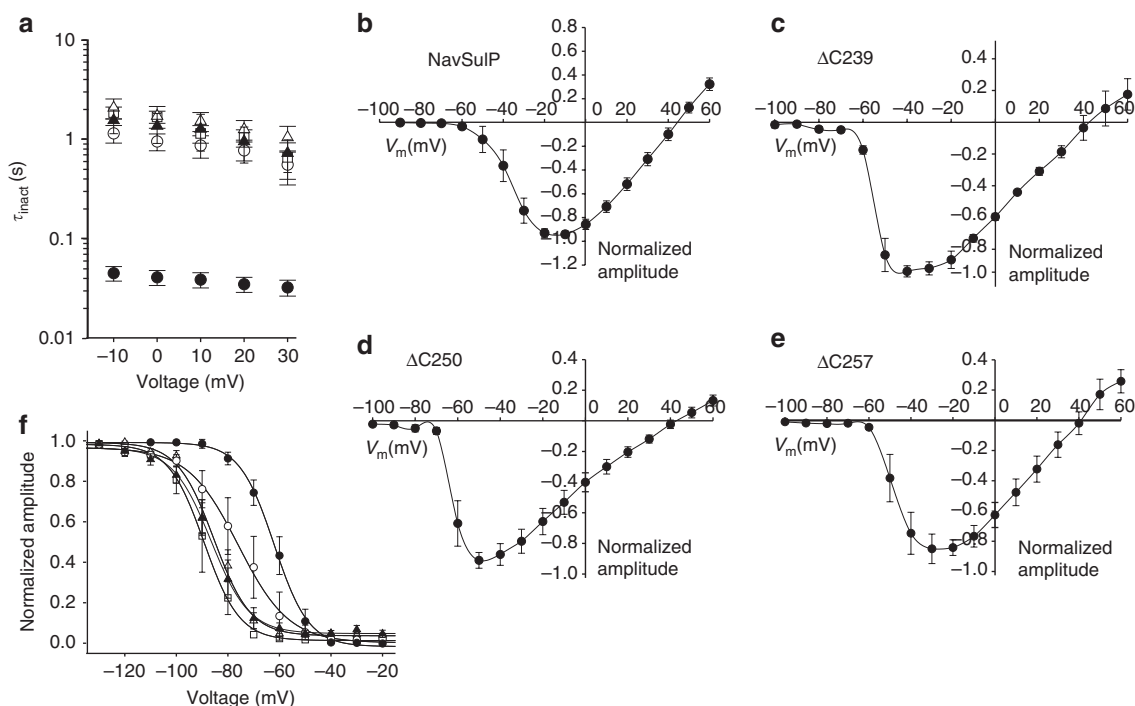 a
10
1
0.1
0.01
τinact (s)
−10 0 10 20 30
Voltage (mV)
b
NavSulP
0.8
0.6
0.4
0.2
−100 −60 −20 0 20 40 60
Vm(mV)
−0.2
−0.4
−0.6
−0.8
−1.0
−1.2
Normalized
amplitude
c
ΔC239
0.4
0.2
−100 −80 −60 −40 −20 0 20 40 60
Vm(mV)
−0.2
−0.4
−0.6
−0.8
−1.0
Normalized
amplitude
d
ΔC250
0.4
0.2
−100 −80 −60 −40 −20 0 20 40 60
Vm(mV)
−0.2
−0.4
−0.6
−0.8
−1.0
Normalized
amplitude
e
ΔC257
0.4
0.2
−100 −80 −60 −40 −20 0 20 40 60
Vm(mV)
−0.2
−0.4
−0.6
−0.8
−1.0
Normalized
amplitude
f
1.0
0.8
0.6
0.4
0.2
0.0
Normalized amplitude
−120 −100 −80 −60 −40 −20
Voltage (mV)